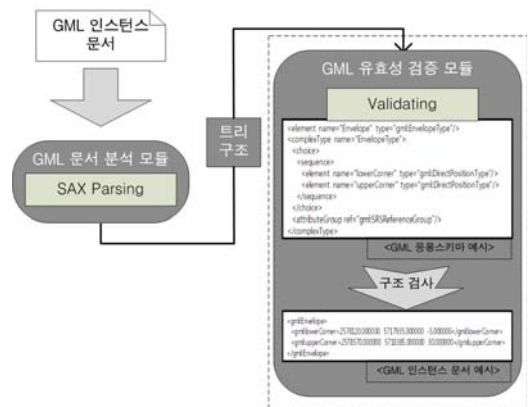 GML 인스턴스
문서
GML 문서 분석 모듈
SAX Parsing
트리
구조
GML 유효성 검증 모듈
Validating
<element name="Envelope" type="gml:EnvelopeType"/>
<complexType name="EnvelopeType">
<choice>
<sequence>
<element name="lowerCorner" type="gml:DirectPositionType"/>
<element name="upperCorner" type="gml:DirectPositionType"/>
</sequence>
</choice>
<attributeGroup ref="gml:SRSReferenceGroup"/>
</complexType>
<GML 응용스키마 예시>
구조 검사
<gml:Envelope>
</gml:Envelope>
<GML 인스턴스 문서 예시>